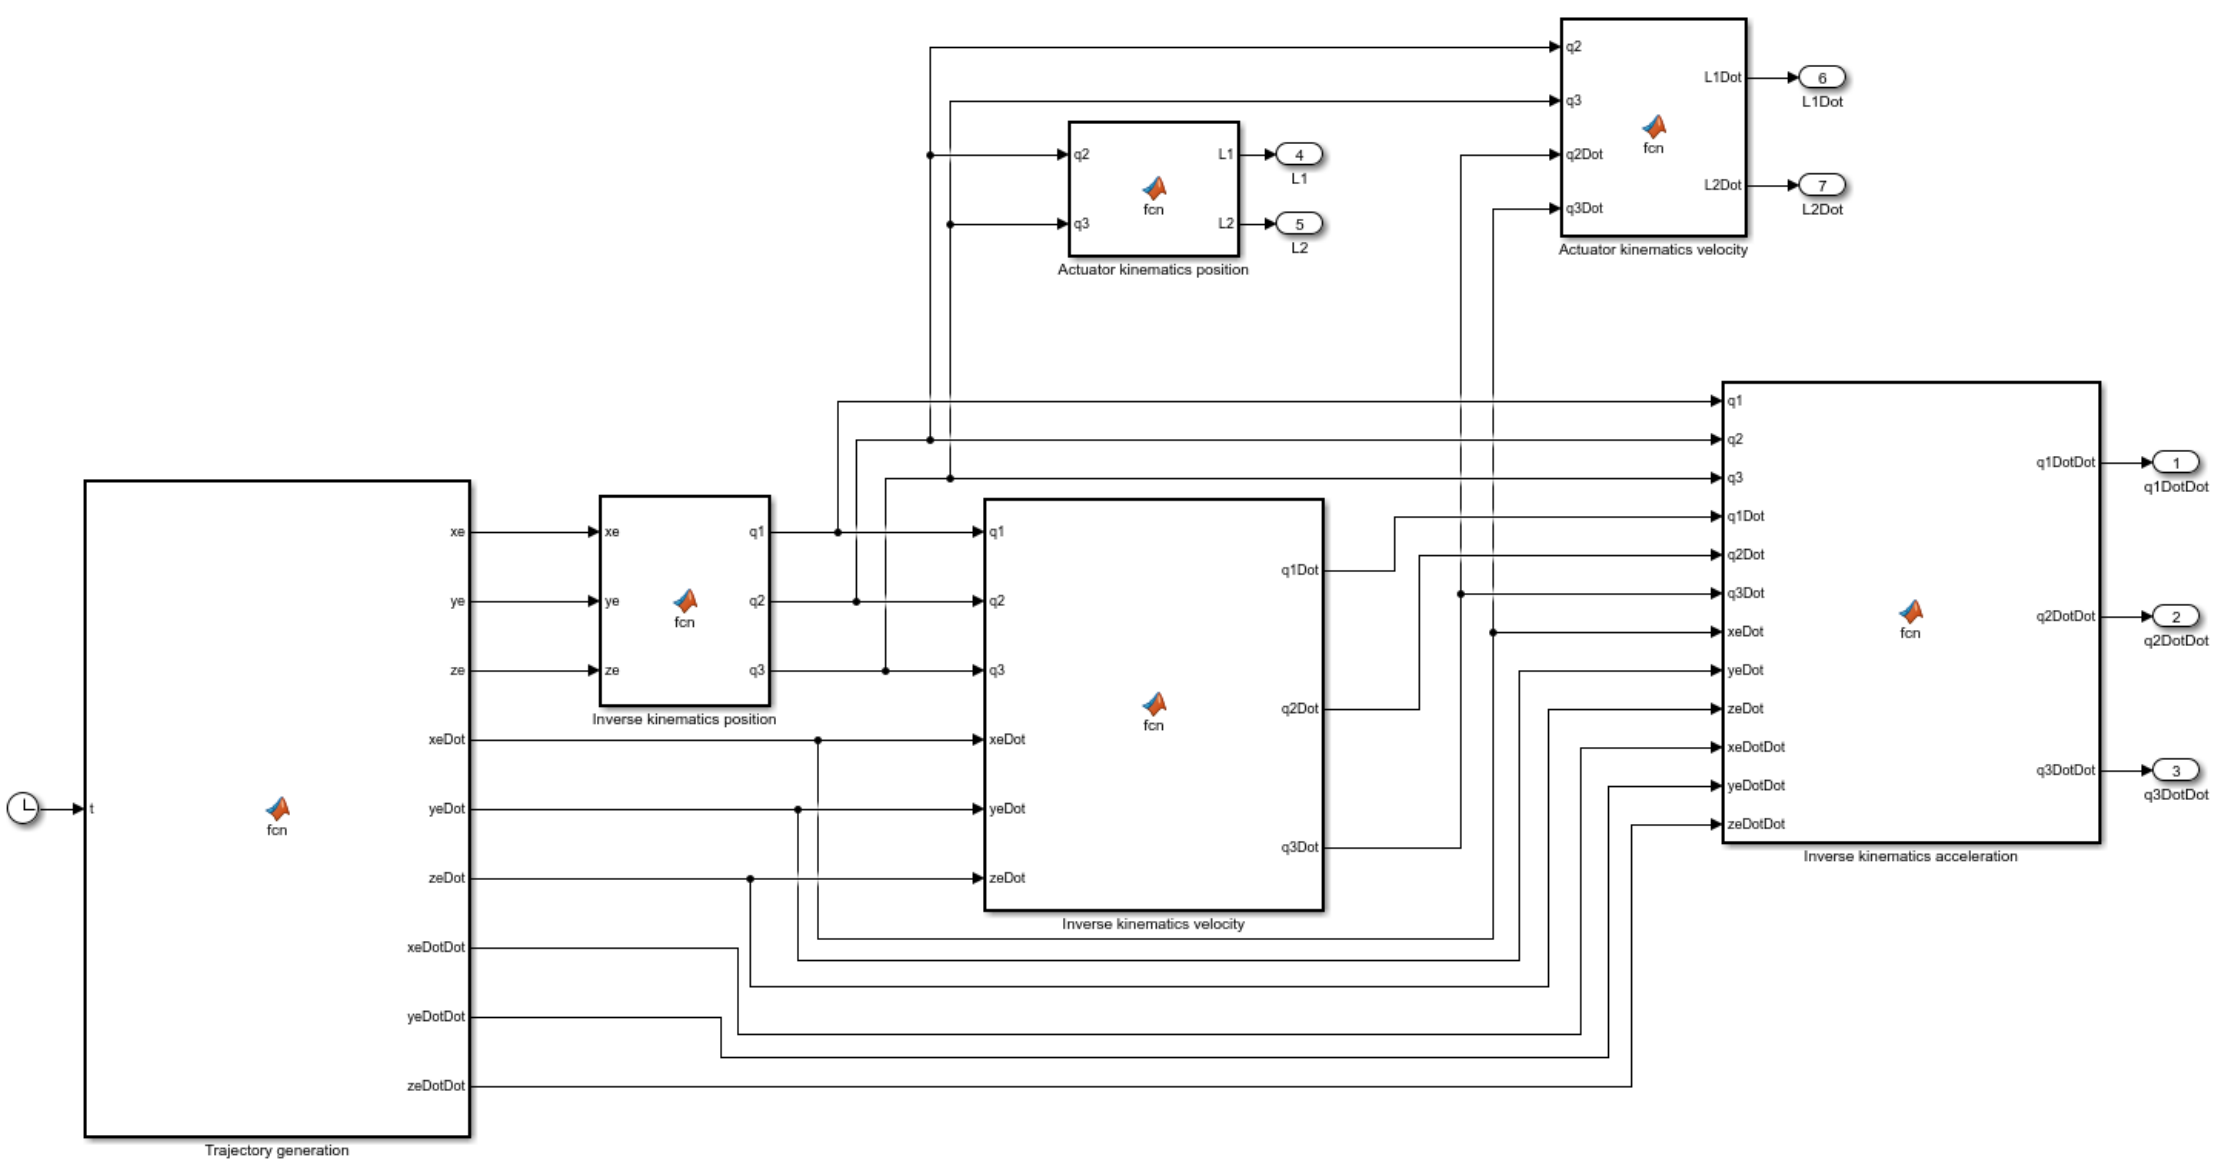 t
fcn
xe
ye
ze
xeDot
yeDot
zeDot
xeDotDot
yeDotDot
zeDotDot
Trajectory generation
xe
ye
ze
fcn
q1
q2
q3
Inverse kinematics position
q1
q2
q3
xeDot
yeDot
zeDot
fcn
q1Dot
q2Dot
q3Dot
Inverse kinematics velocity
q2
q3
fcn
L1
L2
Actuator kinematics position
4
L1
5
L2
q2
q3
q2Dot
q3Dot
fcn
L1Dot
L2Dot
Actuator kinematics velocity
6
L1Dot
7
L2Dot
q1
q2
q3
q1Dot
q2Dot
q3Dot
xeDot
yeDot
zeDot
xeDotDot
yeDotDot
zeDotDot
fcn
q1DotDot
q2DotDot
q3DotDot
Inverse kinematics acceleration
1
q1DotDot
2
q2DotDot
3
q3DotDot